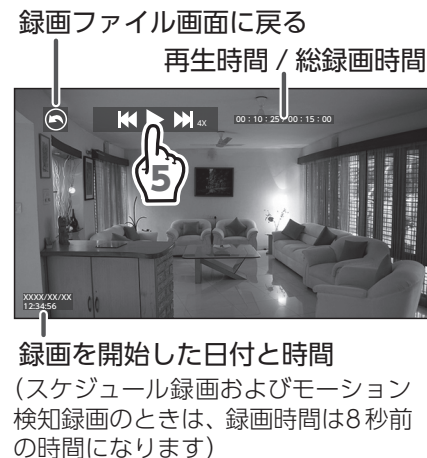 録画ファイル画面に戻る
再生時間 / 総録画時間
4X
00 : 10 : 25 / 00 : 15 : 00
5
XXXX/XX/XX
12:34:56
録画を開始した日付と時間
(スケジュール録画およびモーション
検知録画のときは、録画時間は8秒前
の時間になります)